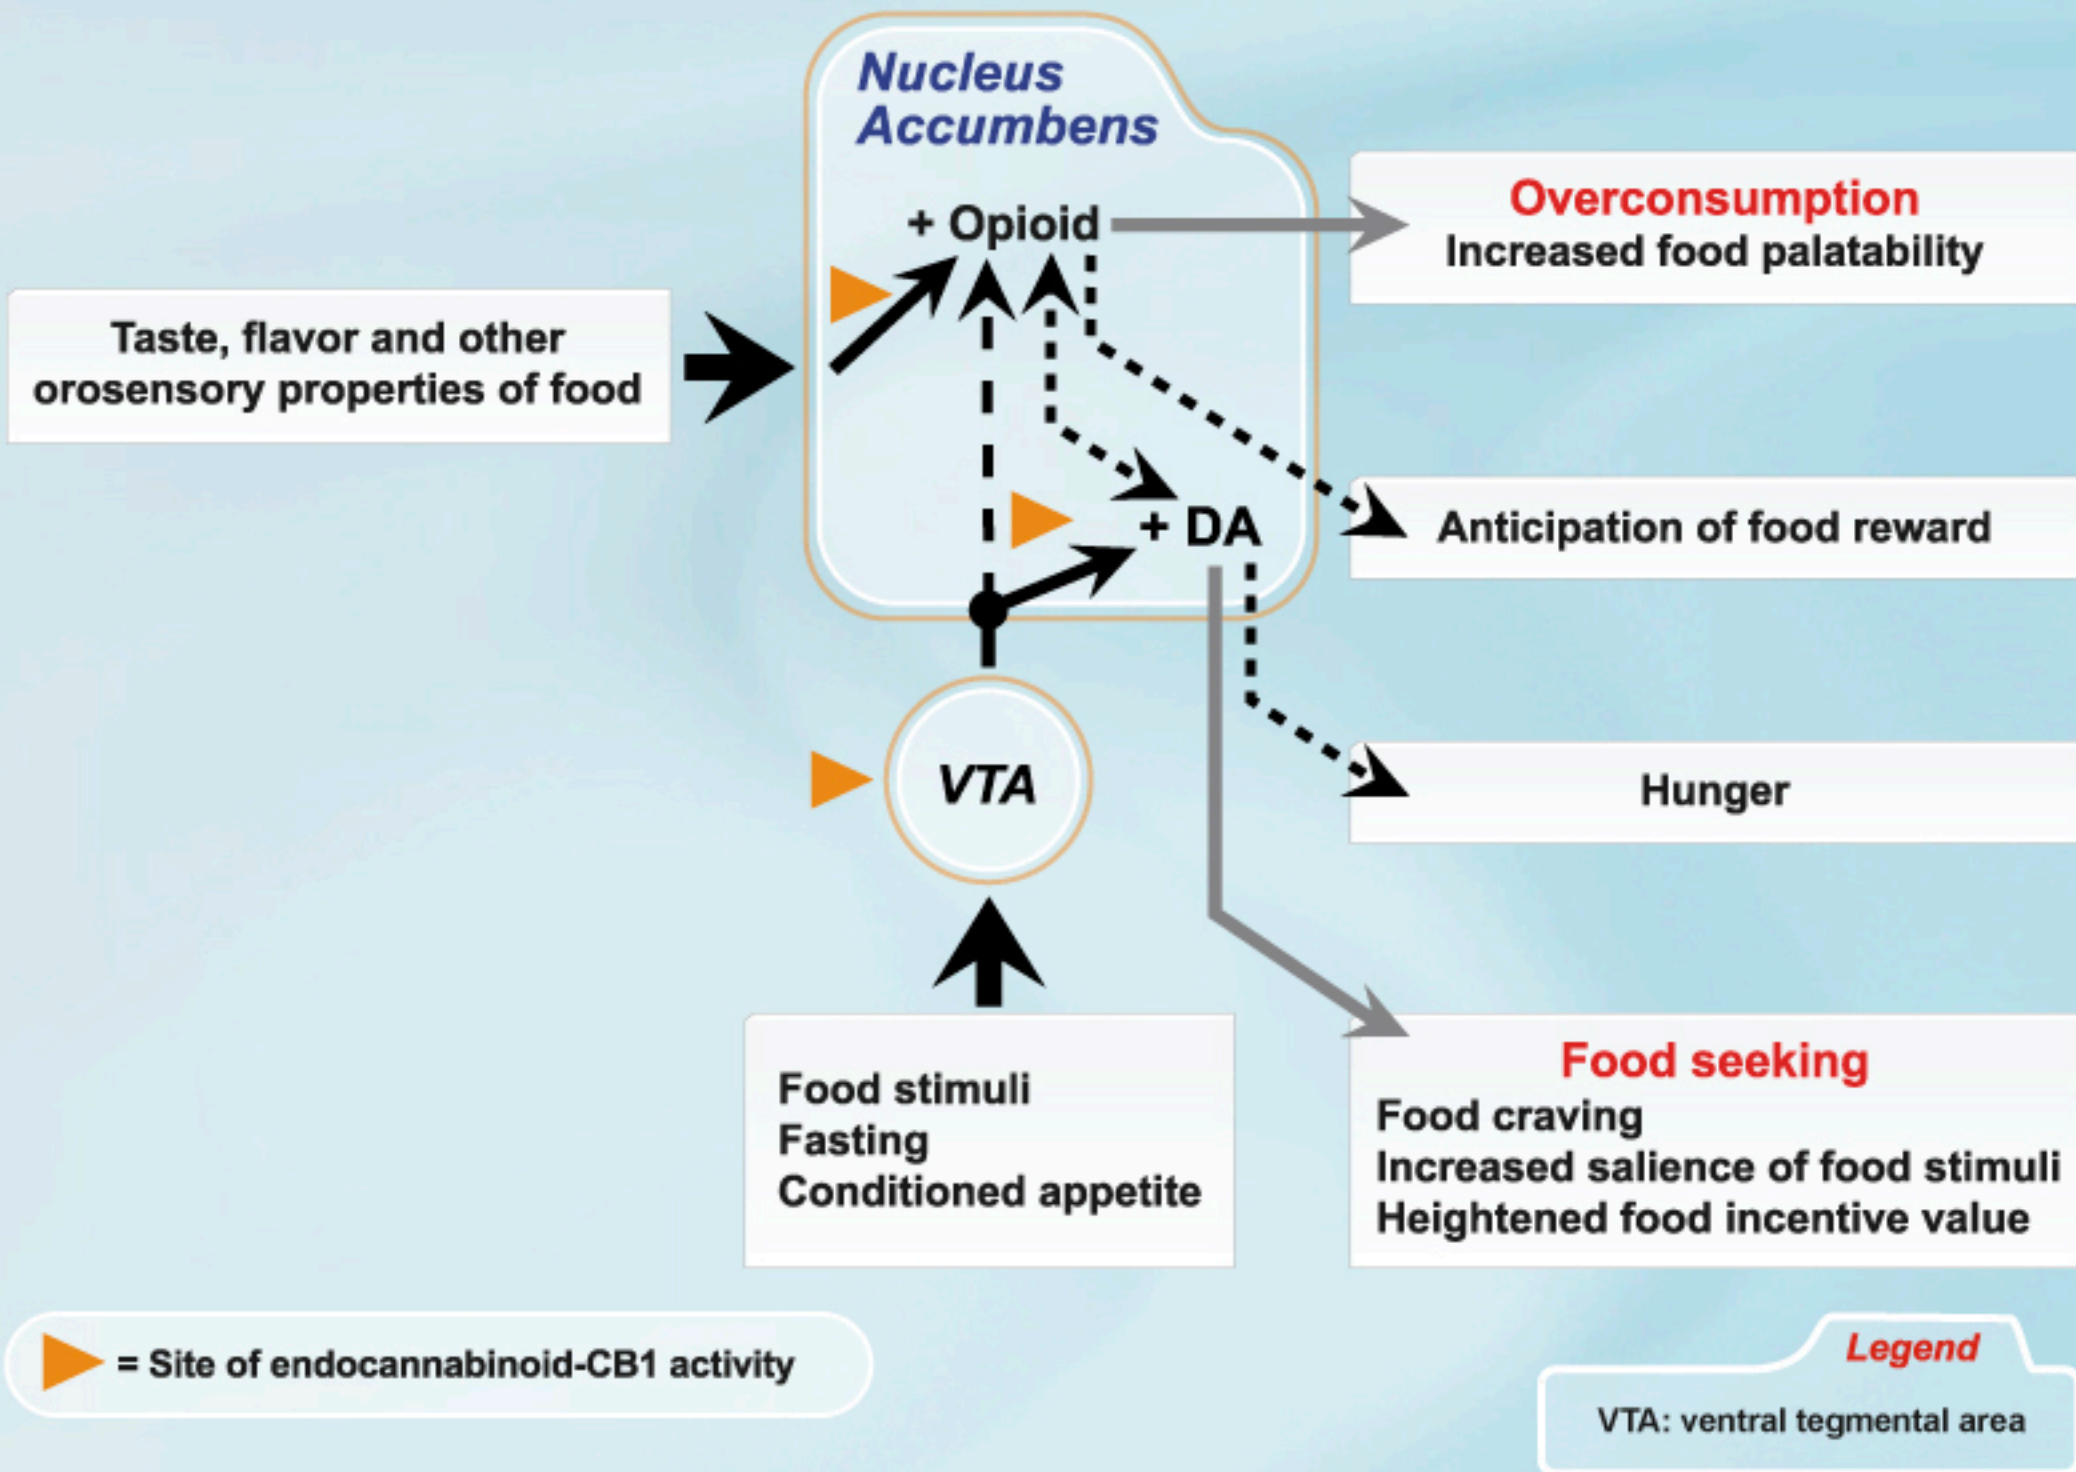 Nucleus
Accumbens
+ Opioid
Overconsumption
Increased food palatability
Taste, flavor and other
orosensory properties of food
+ DA
Anticipation of food reward
VTA
Hunger
Food stimuli
Fasting
Conditioned appetite
Food seeking
Food craving
Increased salience of food stimuli
Heightened food incentive value
= Site of endocannabinoid-CB1 activity
Legend
VTA: ventral tegmental area